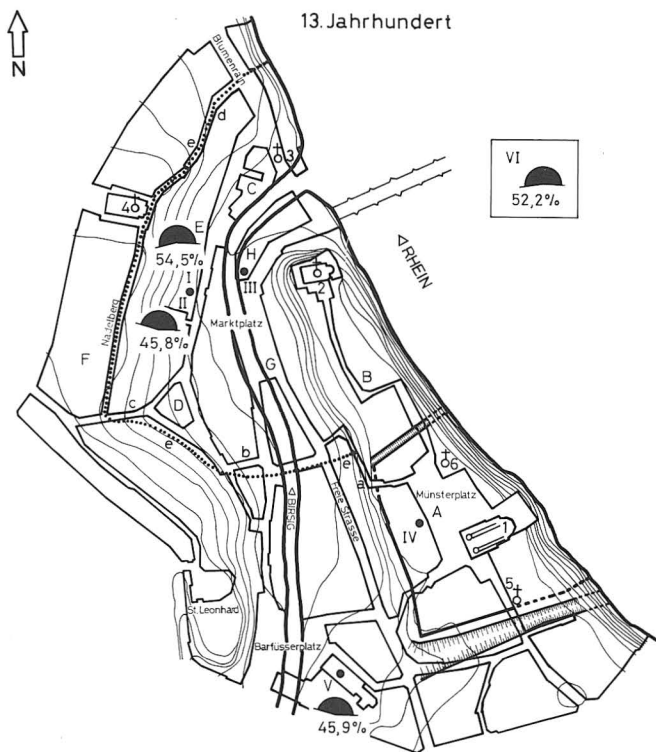 13. Jahrhundert
N
Blumenrain
d
e
3
C
VI
52,2‰
4
E
54,5‰
I
II
H
III
2
RHEIN
Nadelberg
45,8‰
Marktplatz
F
G
B
c
D
e
b
e
a
6
Münsterplatz
A
BIRSIG
Freie Strasse
IV
1
5
St. Leonhard
Barfüsserplatz
V
45,9‰